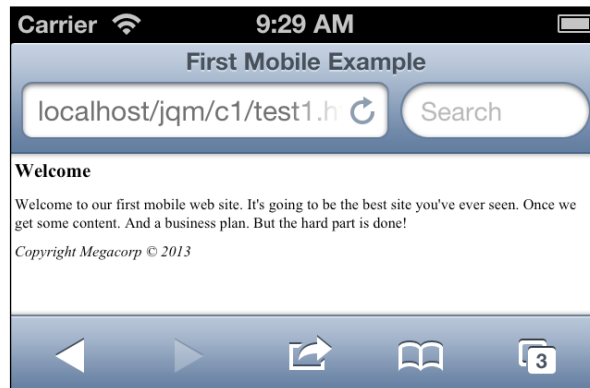 Carrier 9:29 AM
First Mobile Example
localhost/jqm/c1/test1.h Search
Welcome
Welcome to our first mobile web site. It's going to be the best site you've ever seen. Once we
get some content. And a business plan. But the hard part is done!
Copyright Megacorp © 2013
3